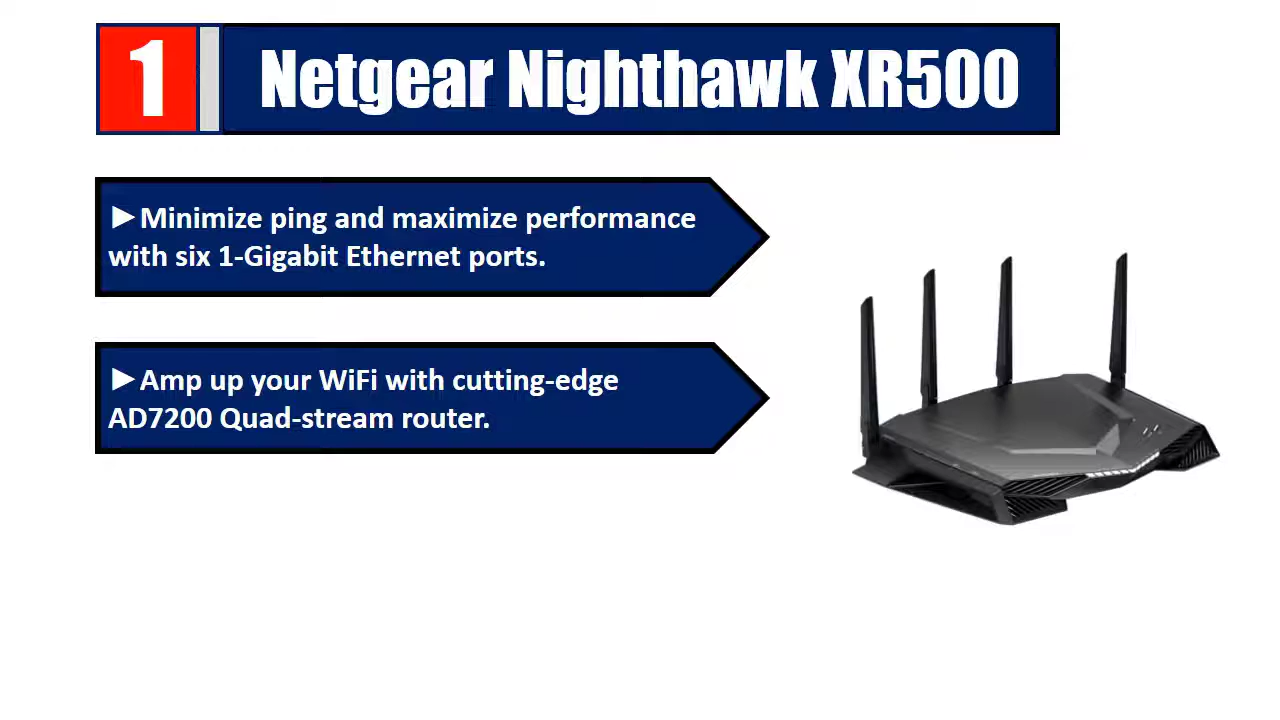 1 Netgear Nighthawk XR500
►Minimize ping and maximize performance
with six 1-Gigabit Ethernet ports.
►Amp up your WiFi with cutting-edge
AD7200 Quad-stream router.